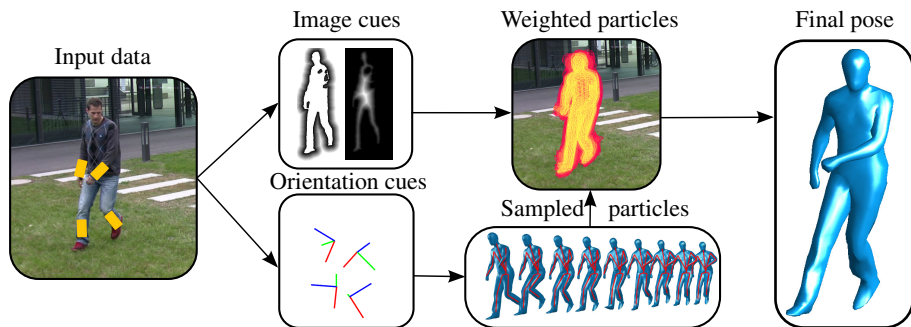 Input data
Image cues
Orientation cues
Weighted particles
Sampled particles
Final pose